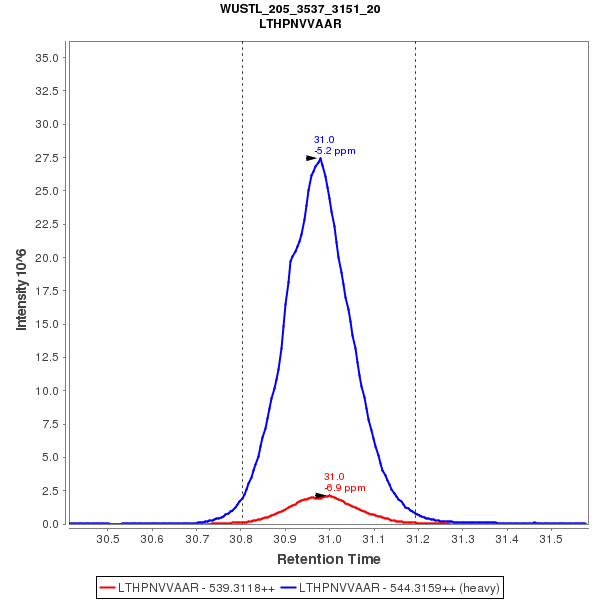 WUSTL_205_3537_3151_20
LTHPNVVAAR
35.0
32.5
30.0
27.5
25.0
22.5
20.0
17.5
15.0
12.5
10.0
7.5
5.0
2.5
0.0
Intensity 10^6
31.0
-5.2 ppm
31.0
-6.9 ppm
30.5 30.6 30.7 30.8 30.9 31.0 31.1 31.2 31.3 31.4 31.5
Retention Time
LTHPNVVAAR - 539.3118++ LTHPNVVAAR - 544.3159++ (heavy)